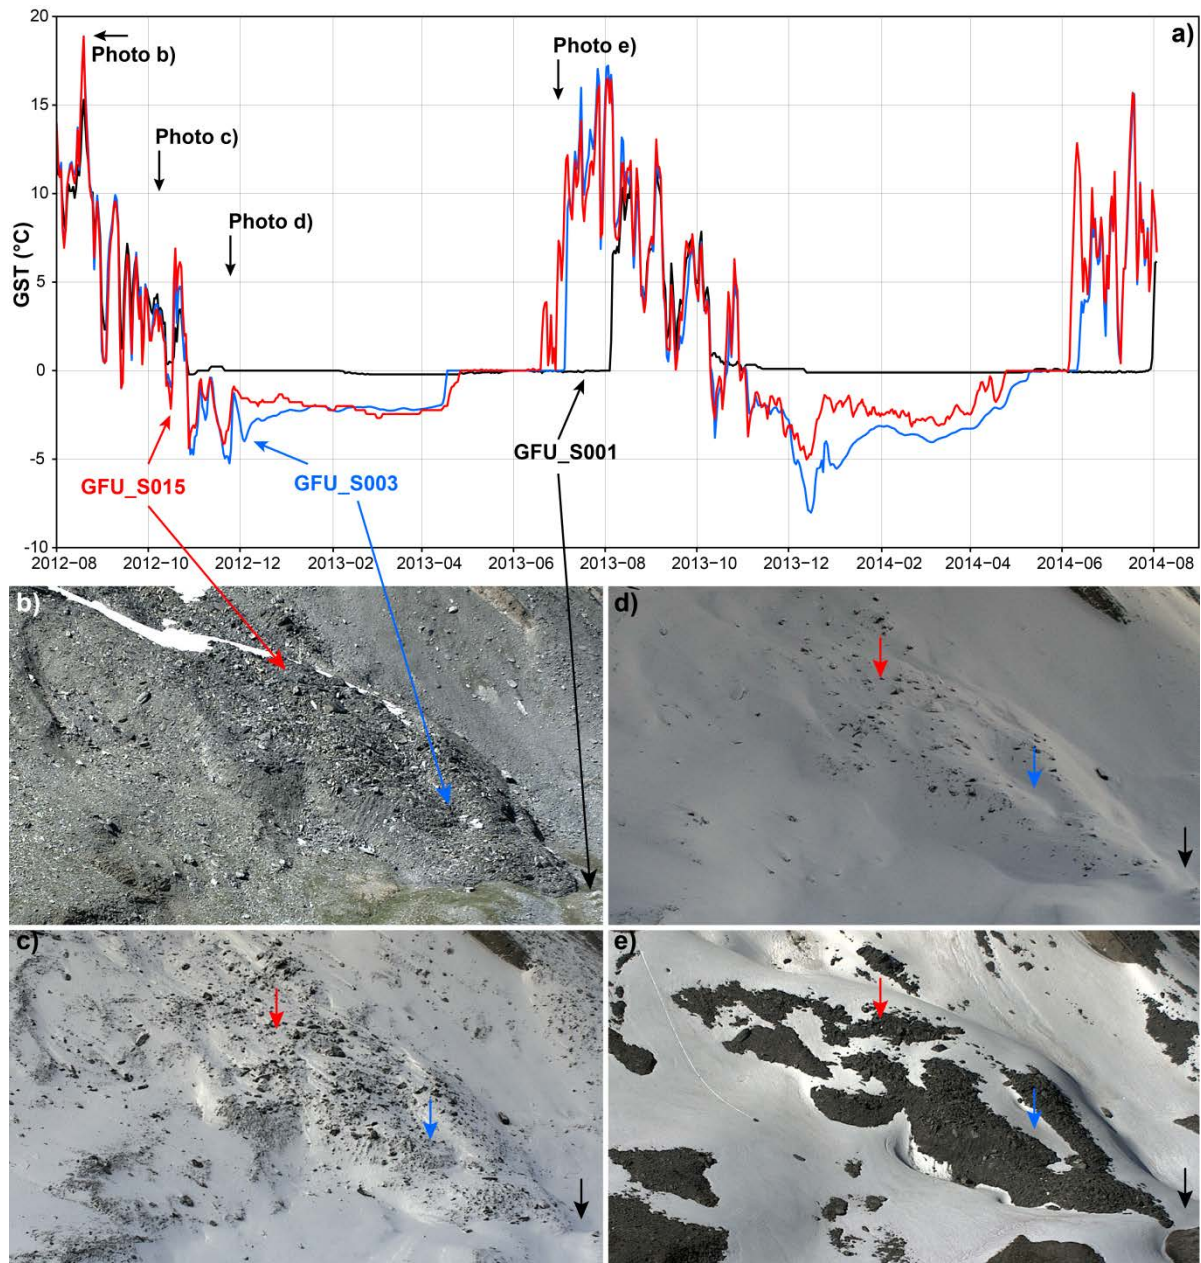 20
a)
Photo b)
Photo e)
15
Photo c)
10
Photo d)
5
GST (°C)
0
GFU_S001
-5
GFU_S015
GFU_S003
-10
2012-08 2012-10 2012-12 2013-02 2013-04 2013-06 2013-08 2013-10 2013-12 2014-02 2014-04 2014-06 2014-08
b)
d)
c)
e)